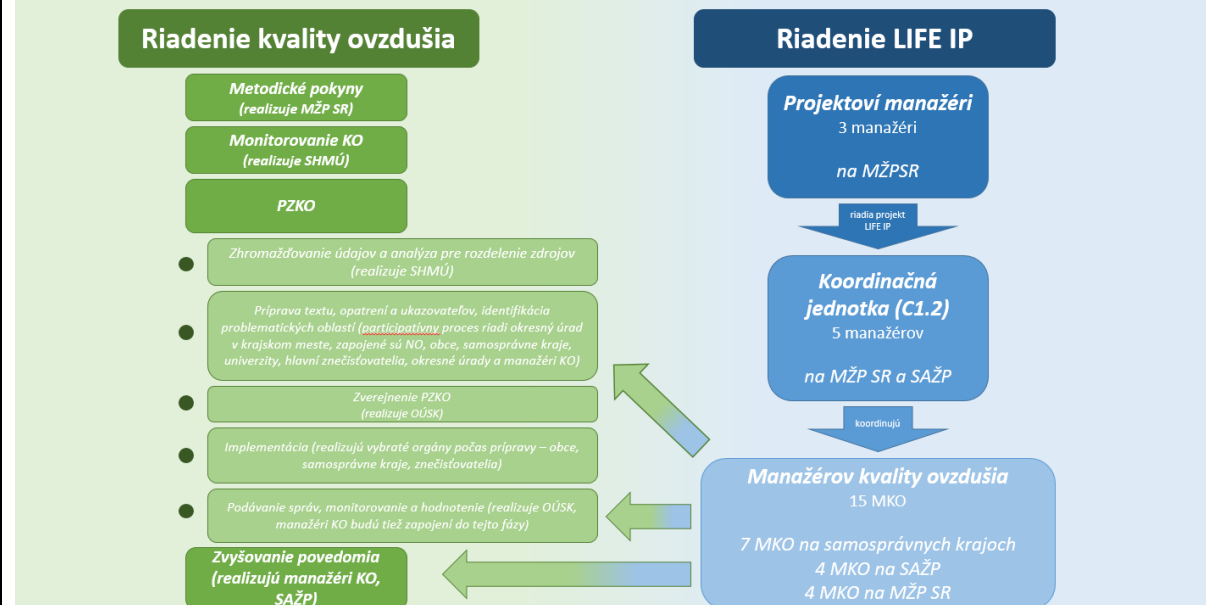 Riadenie kvality ovzdušia
Metodické pokyny
(realizuje MŽP SR)
Monitorovanie KO
(realizuje SHMÚ)
PZKO
Zhromažďovanie údajov a analýza pre rozdelenie zdrojov
(realizuje SHMÚ)
Príprava textu, opatrení a ukazovateľov, identifikácia
problematických oblastí (participatívny proces riadi okresný úrad
v krajskom meste, zapojené sú NO, obce, samosprávne kraje,
univerzity, hlavní znečisťovatelia, okresné úrady a manažéri KO)
Zverejnenie PZKO
(realizuje OÚSK)
Implementácia (realizujú vybraté orgány počas prípravy – obce,
samosprávne kraje, znečisťovatelia)
Podávanie správ, monitorovanie a hodnotenie (realizuje OÚSK,
manažéri KO budú tiež zapojení do tejto fázy)
Zvyšovanie povedomia
(realizujú manažéri KO,
SAŽP)
Riadenie LIFE IP
Projektoví manažéri
3 manažéri
na MŽPSR
riadia projekt
LIFE IP
Koordinačná
jednotka (C1.2)
5 manažérov
na MŽP SR a SAŽP
koordinujú
Manažérov kvality ovzdušia
15 MKO
7 MKO na samosprávnych krajoch
4 MKO na SAŽP
4 MKO na MŽP SR